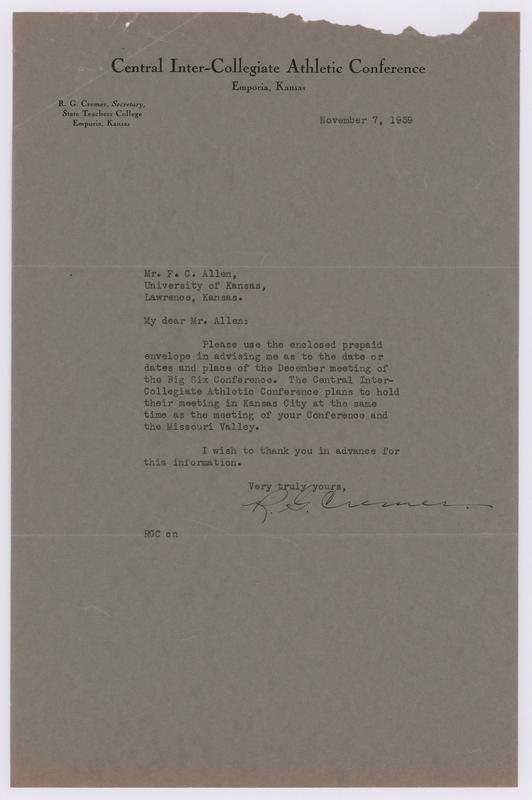 Central Inter-Collegiate Athletic Conference
Emporia, Kansas
R. G. Cremer, Secretary,
State Teachers College
Emporia, Kansas
November 7, 1939
Mr. F. C. Allen,
University of Kansas,
Lawrence, Kansas.
My dear Mr. Allen:
Please use the enclosed prepaid
envelope in advising me as to the date or
dates and place of the December meeting of
the Big Six Conference. The Central Inter-
Collegiate Athletic Conference plans to hold
their meeting in Kansas City at the same
time as the meeting of your Conference and
the Missouri Valley.
I wish to thank you in advance for
this information.
Very truly yours,
R. G. Cremer.
RGC on